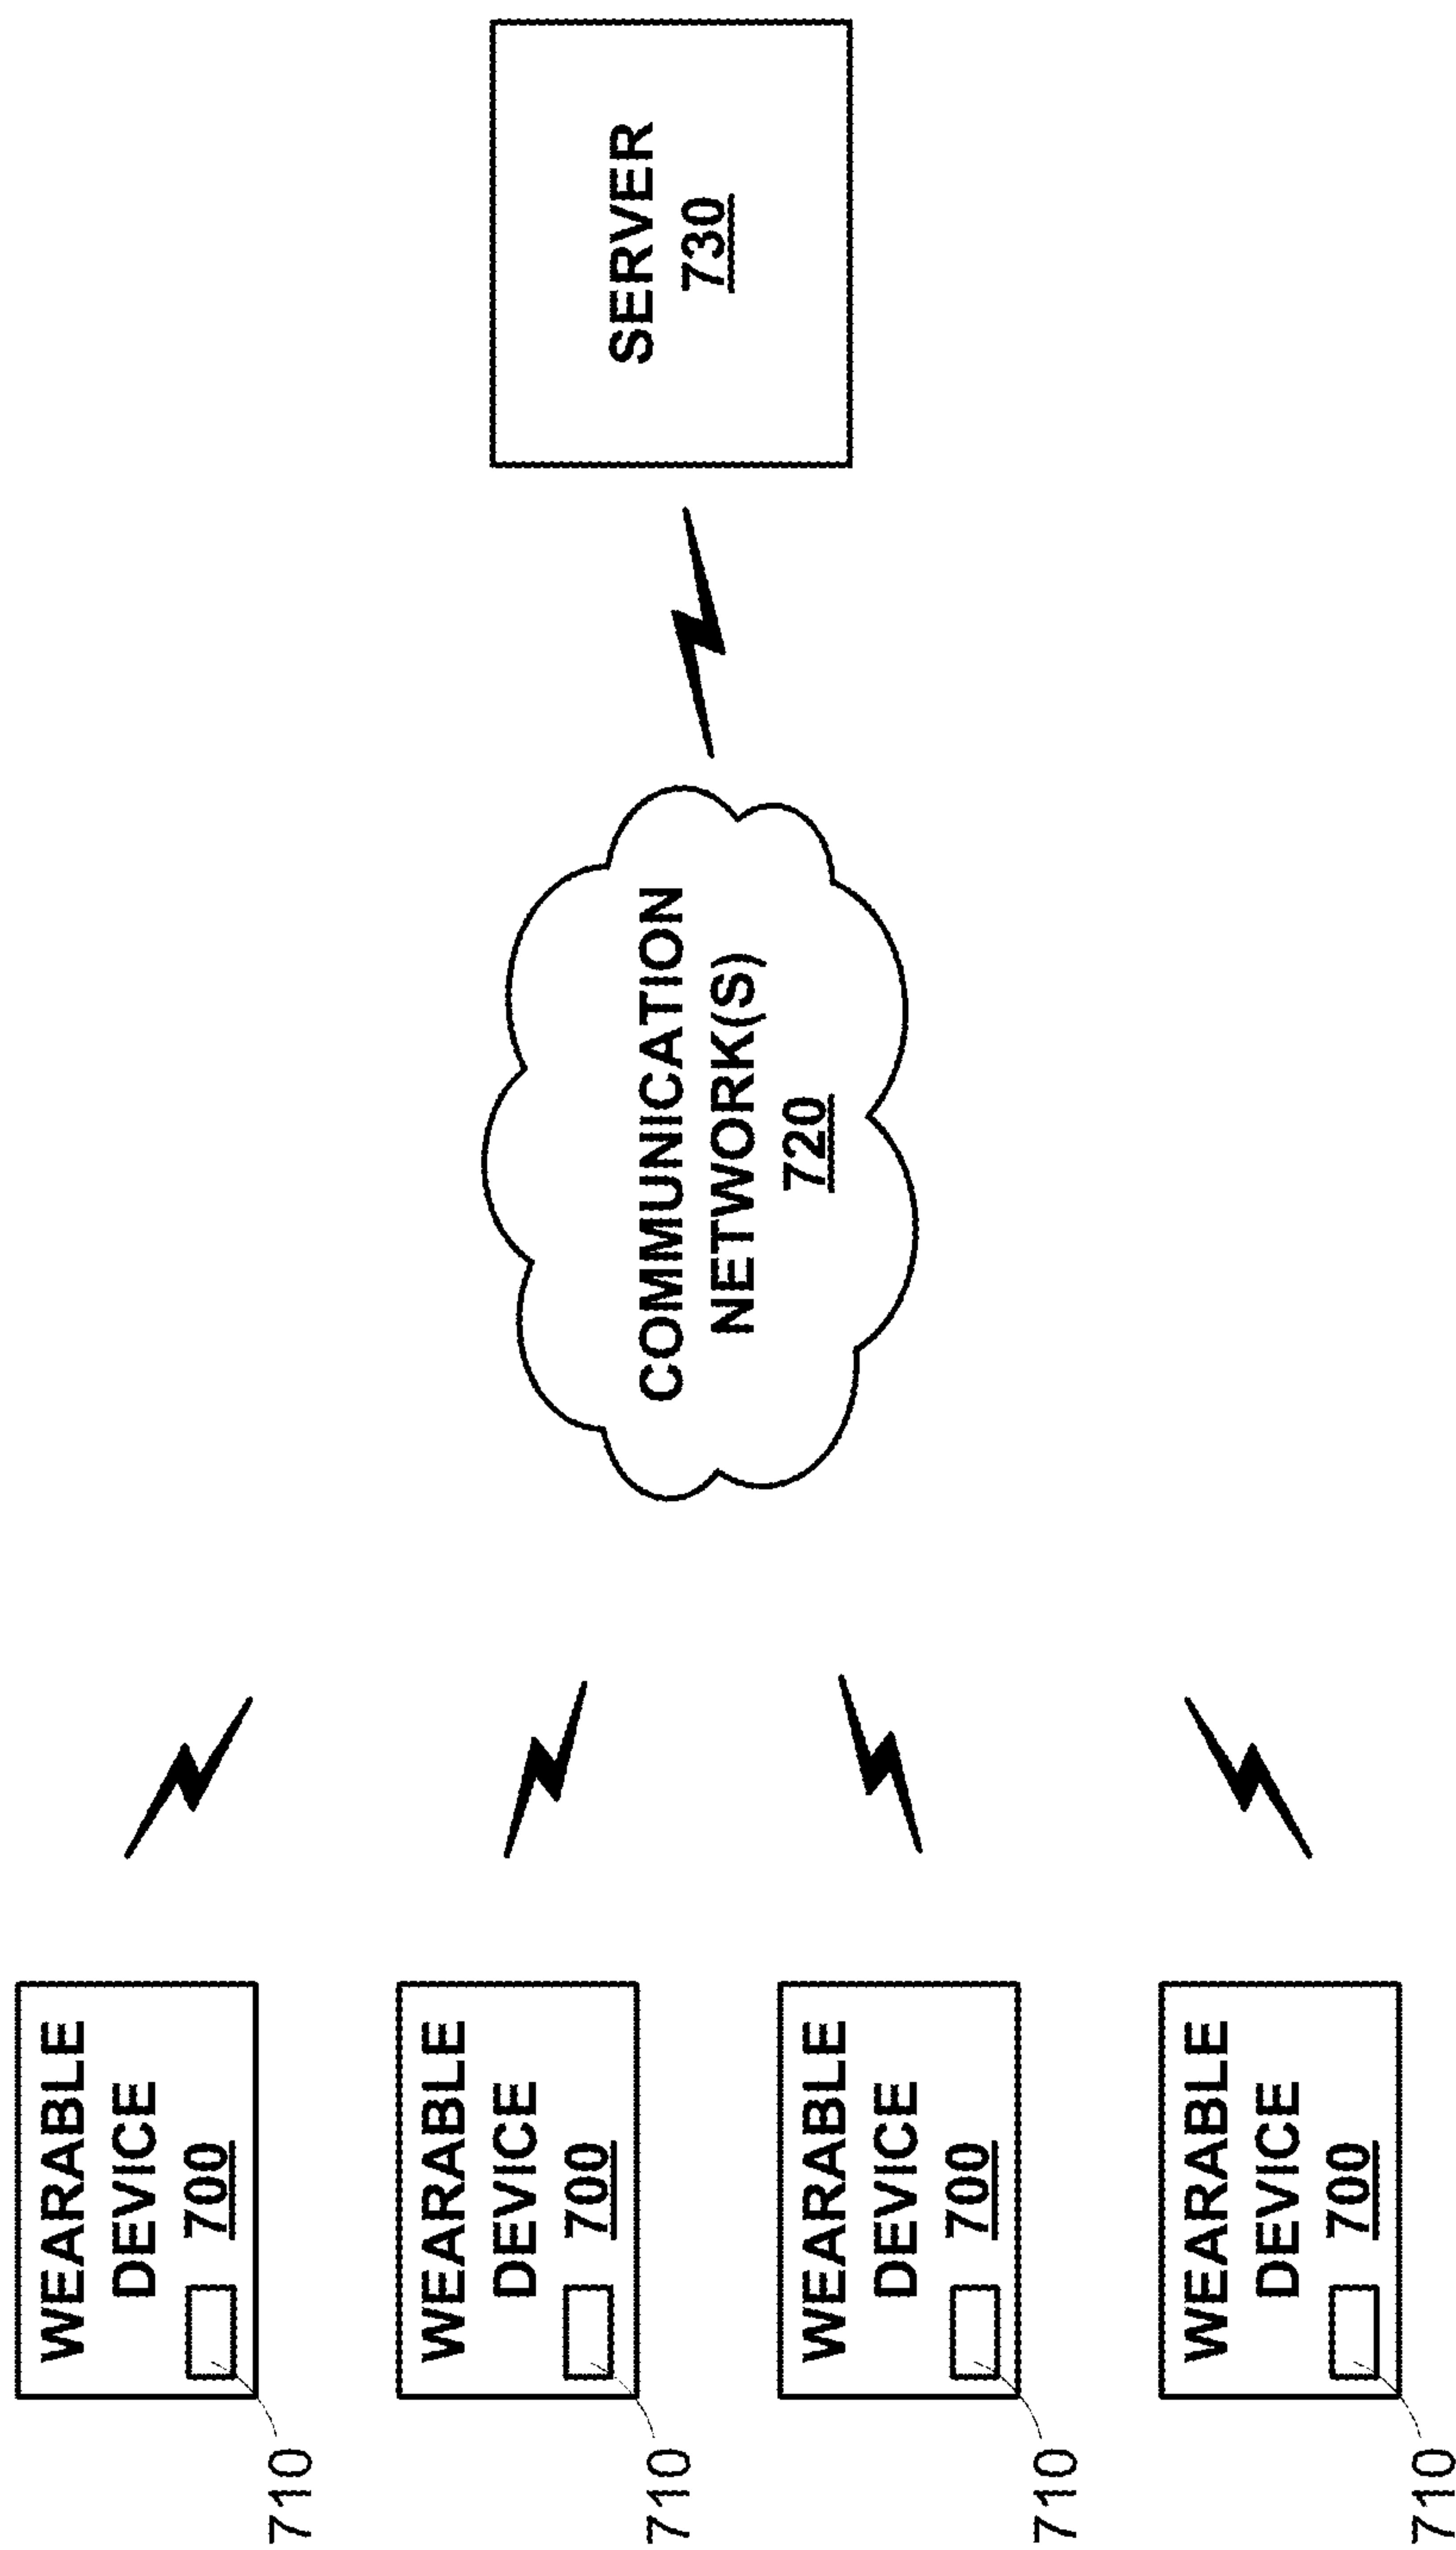 WEARABLE
DEVICE
700
710
WEARABLE
DEVICE
700
710
WEARABLE
DEVICE
700
710
WEARABLE
DEVICE
700
710
COMMUNICATION
NETWORK(S)
720
SERVER
730